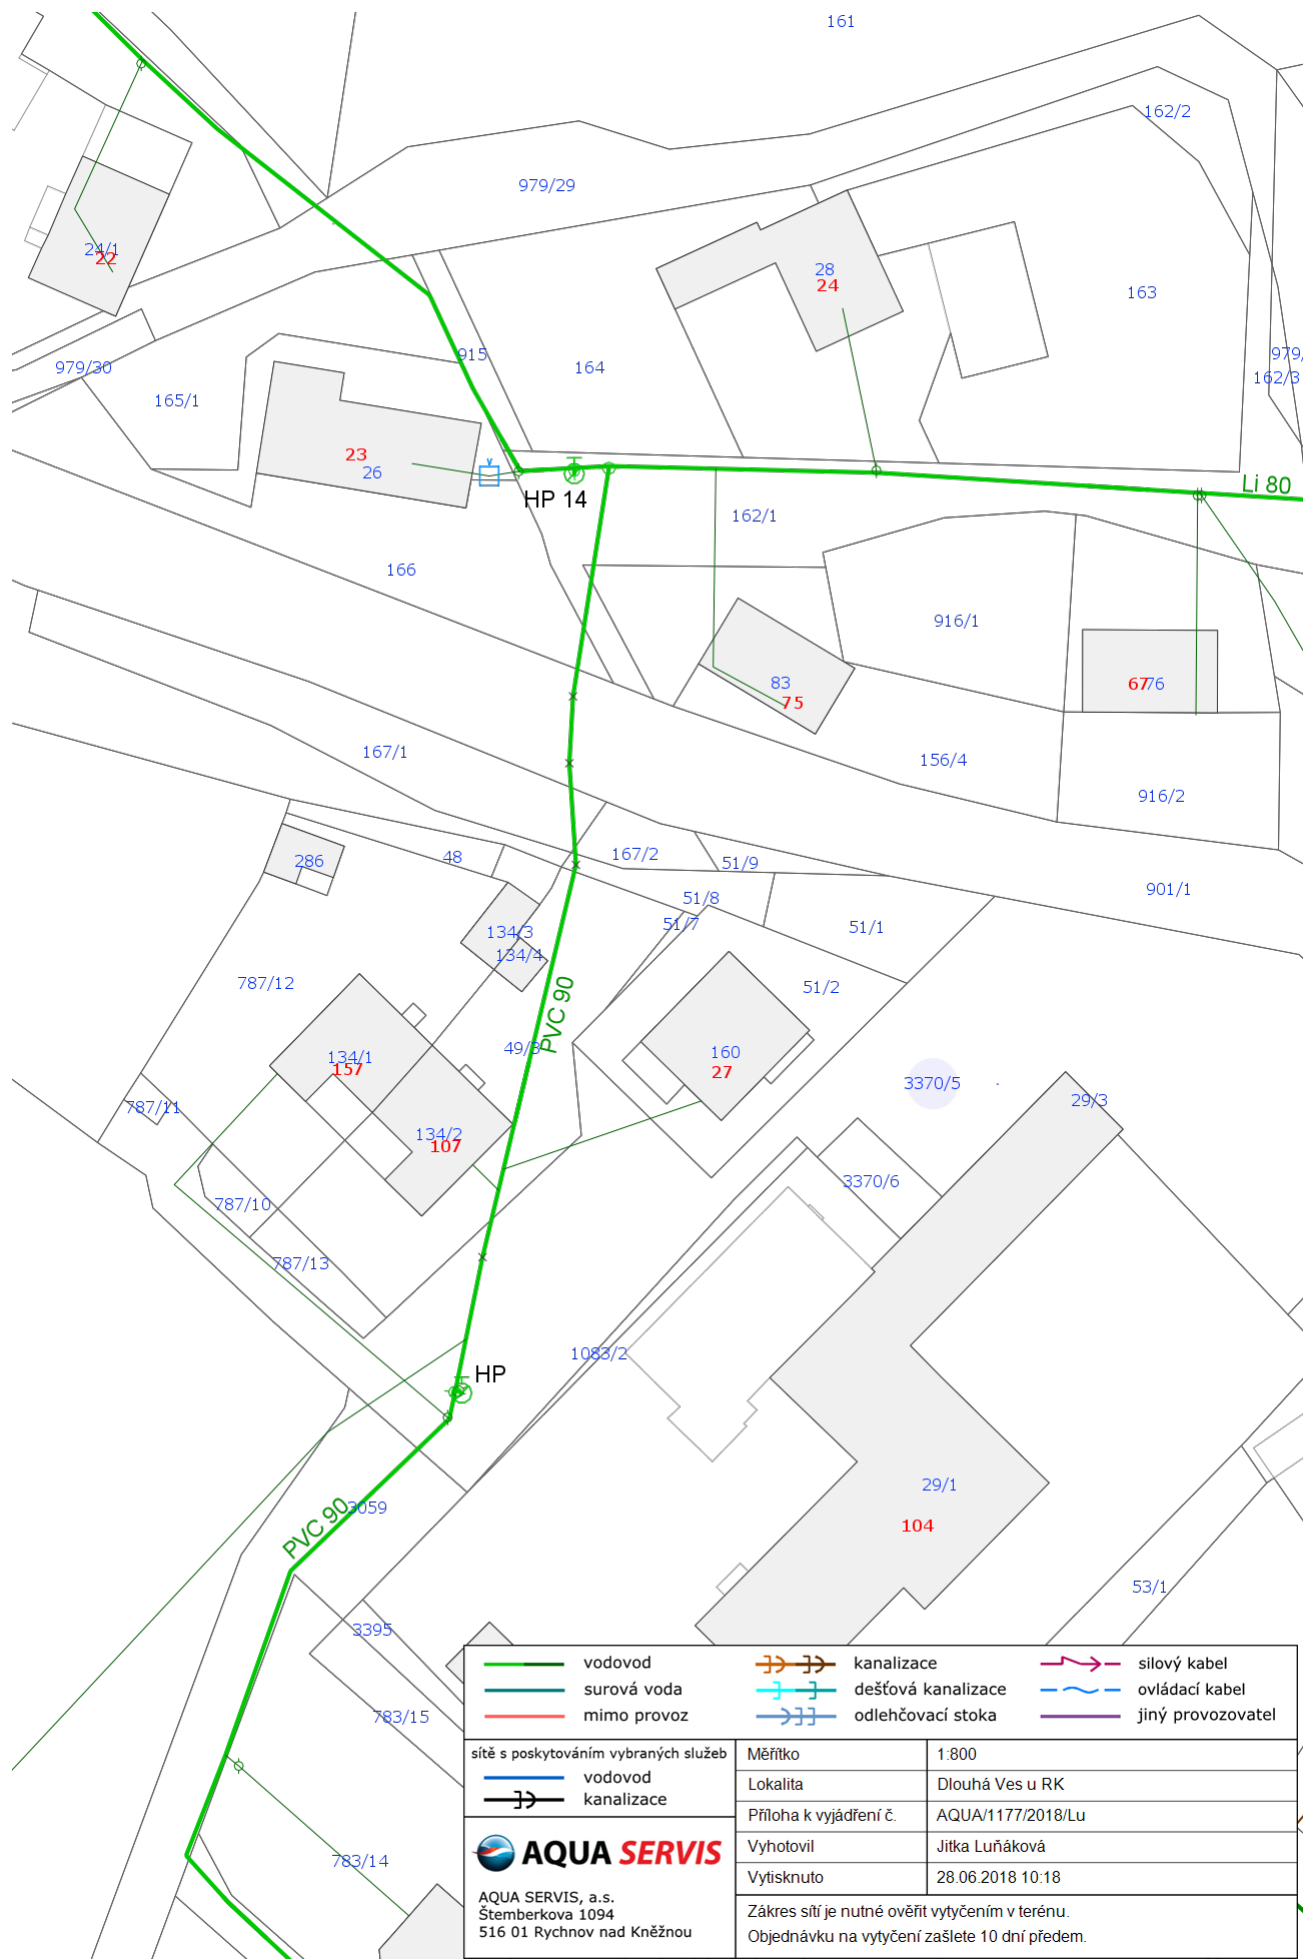 161
162/2
979/29
24/1
22
28
24
163
915
164
979/30
979/
162/3
165/1
23
26
HP 14
Li 80
162/1
166
916/1
83
75
67
76
167/1
156/4
916/2
286
48
167/2
51/9
901/1
51/8
51/7
51/1
134/3
134/4
787/12
51/2
PVC 90
49/3
134/1
157
160
27
3370/5
29/3
787/11
134/2
107
3370/6
787/10
787/13
1083/2
HP
29/1
3059
PVC 90
104
53/1
3395
783/15
783/14
vodovod
kanalizace
silový kabel
surová voda
dešťová kanalizace
ovládací kabel
mimo provoz
odlehčovací stoka
jiný provozovatel
sítě s poskytováním vybraných služeb
vodovod
kanalizace
Měřítko 1:800
Lokalita Dlouhá Ves u RK
Příloha k vyjádření č. AQUA/1177/2018/Lu
Vyhotovil Jitka Luňáková
Vytisknuto 28.06.2018 10:18
AQUA SERVIS
AQUA SERVIS, a.s.
Štemberkova 1094
516 01 Rychnov nad Kněžnou
Zákres sítí je nutné ověřit vytyčením v terénu.
Objednávku na vytyčení zašlete 10 dní předem.